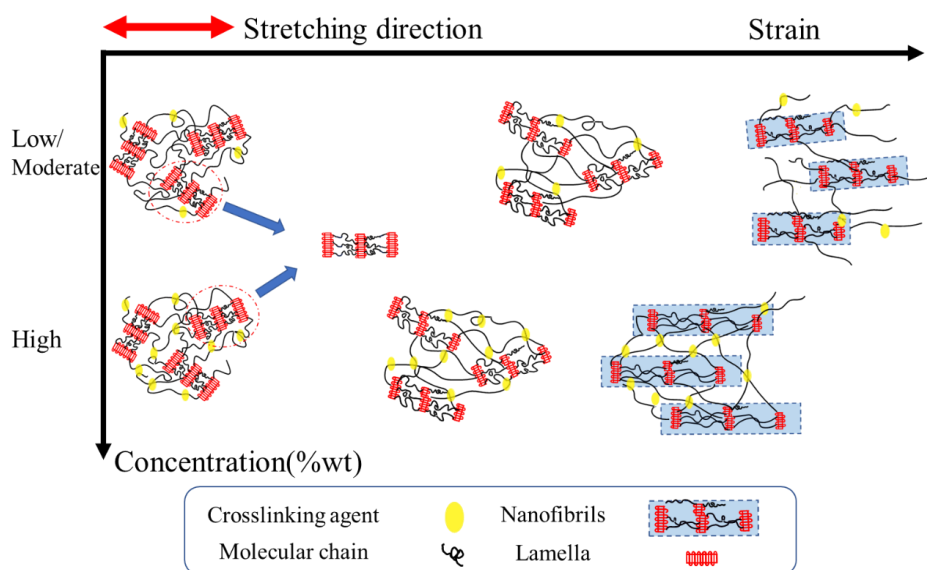 Stretching direction
Strain
Low/
Moderate
High
Concentration(%wt)
Crosslinking agent
Nanofibrils
Molecular chain
Lamella